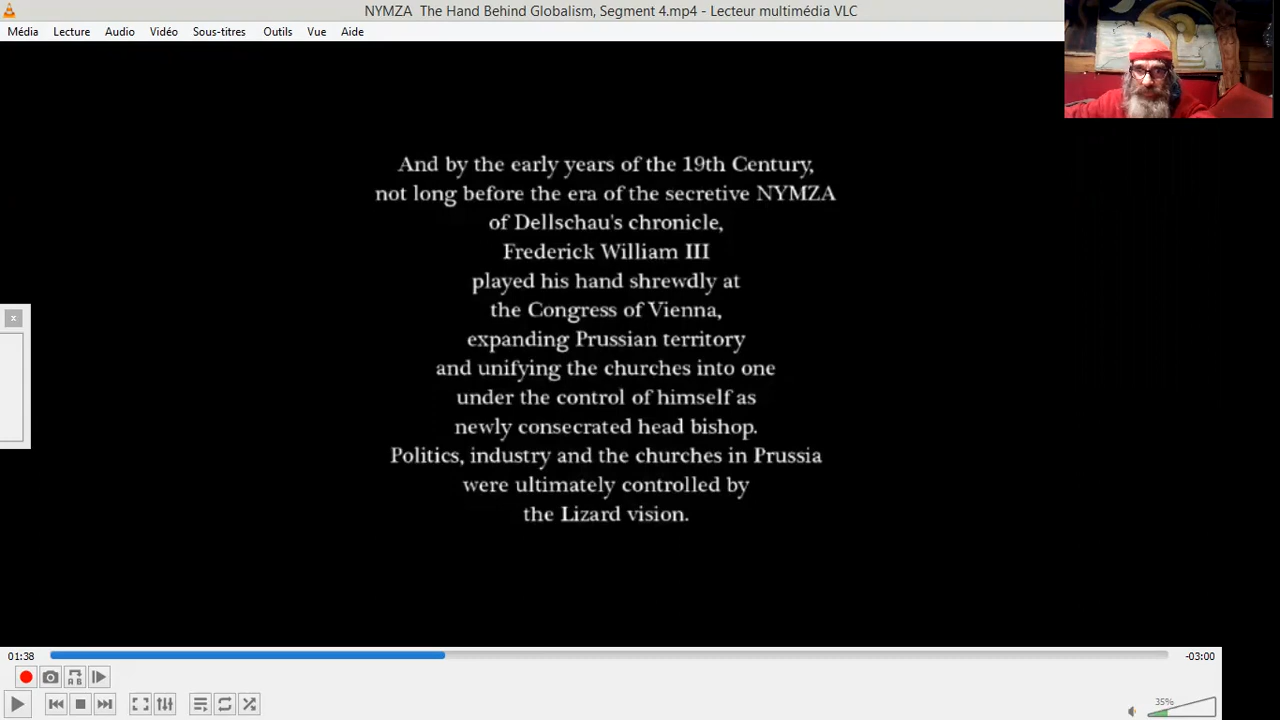 NYMZA  The Hand Behind Globalism, Segment 4.mp4 - Lecteur multimédia VLC
Média Lecture Audio Vidéo Sous-titres Outils Vue Aide
x
And by the early years of the 19th Century,
not long before the era of the secretive NYMZA
of Dellschau's chronicle,
Frederick William III
played his hand shrewdly at
the Congress of Vienna,
expanding Prussian territory
and unifying the churches into one
under the control of himself as
newly consecrated head bishop.
Politics, industry and the churches in Prussia
were ultimately controlled by
the Lizard vision.
01:38 -03:00
A B
35%